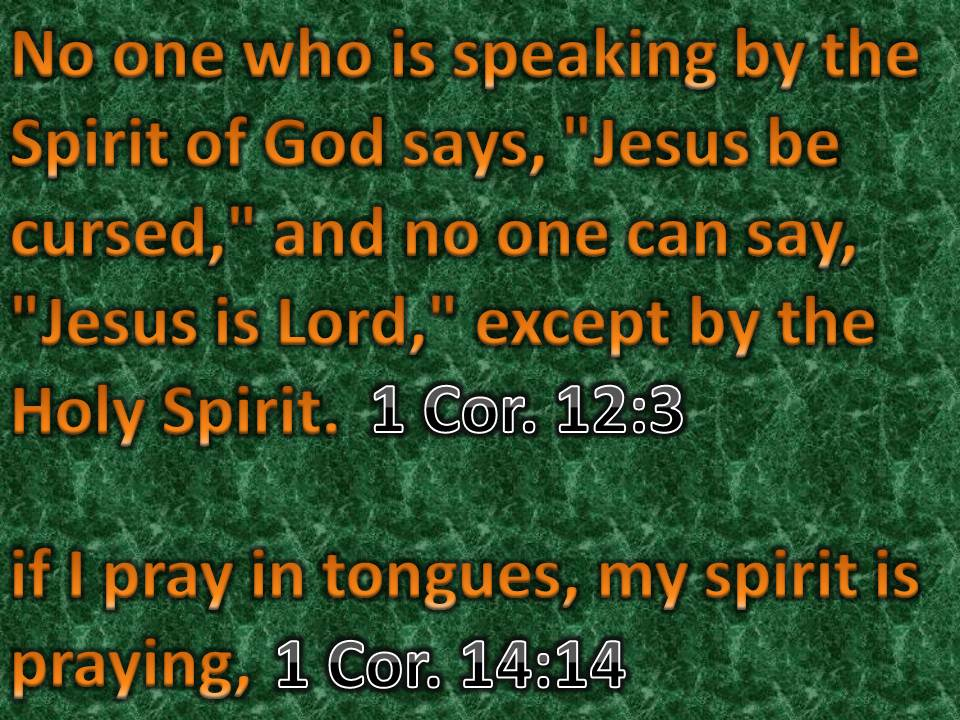 No one who is speaking by the
Spirit of God says, "Jesus be
cursed," and no one can say,
"Jesus is Lord," except by the
Holy Spirit. 1 Cor. 12:3
if I pray in tongues, my spirit is
praying, 1 Cor. 14:14